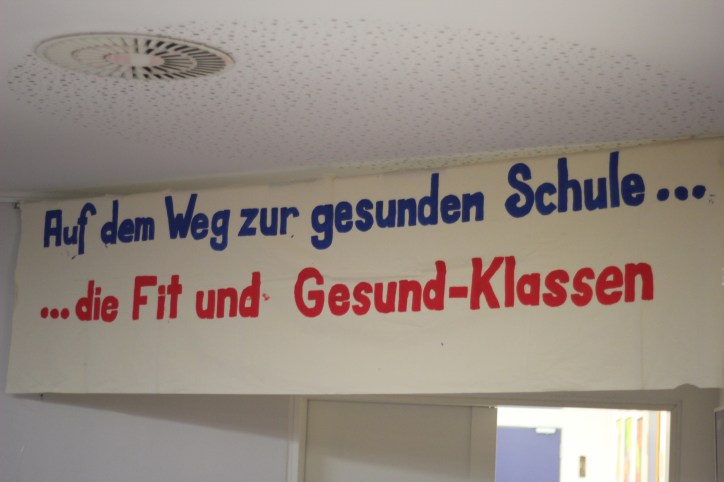 Auf dem Weg zur gesunden Schule...
...die Fit und Gesund-Klassen